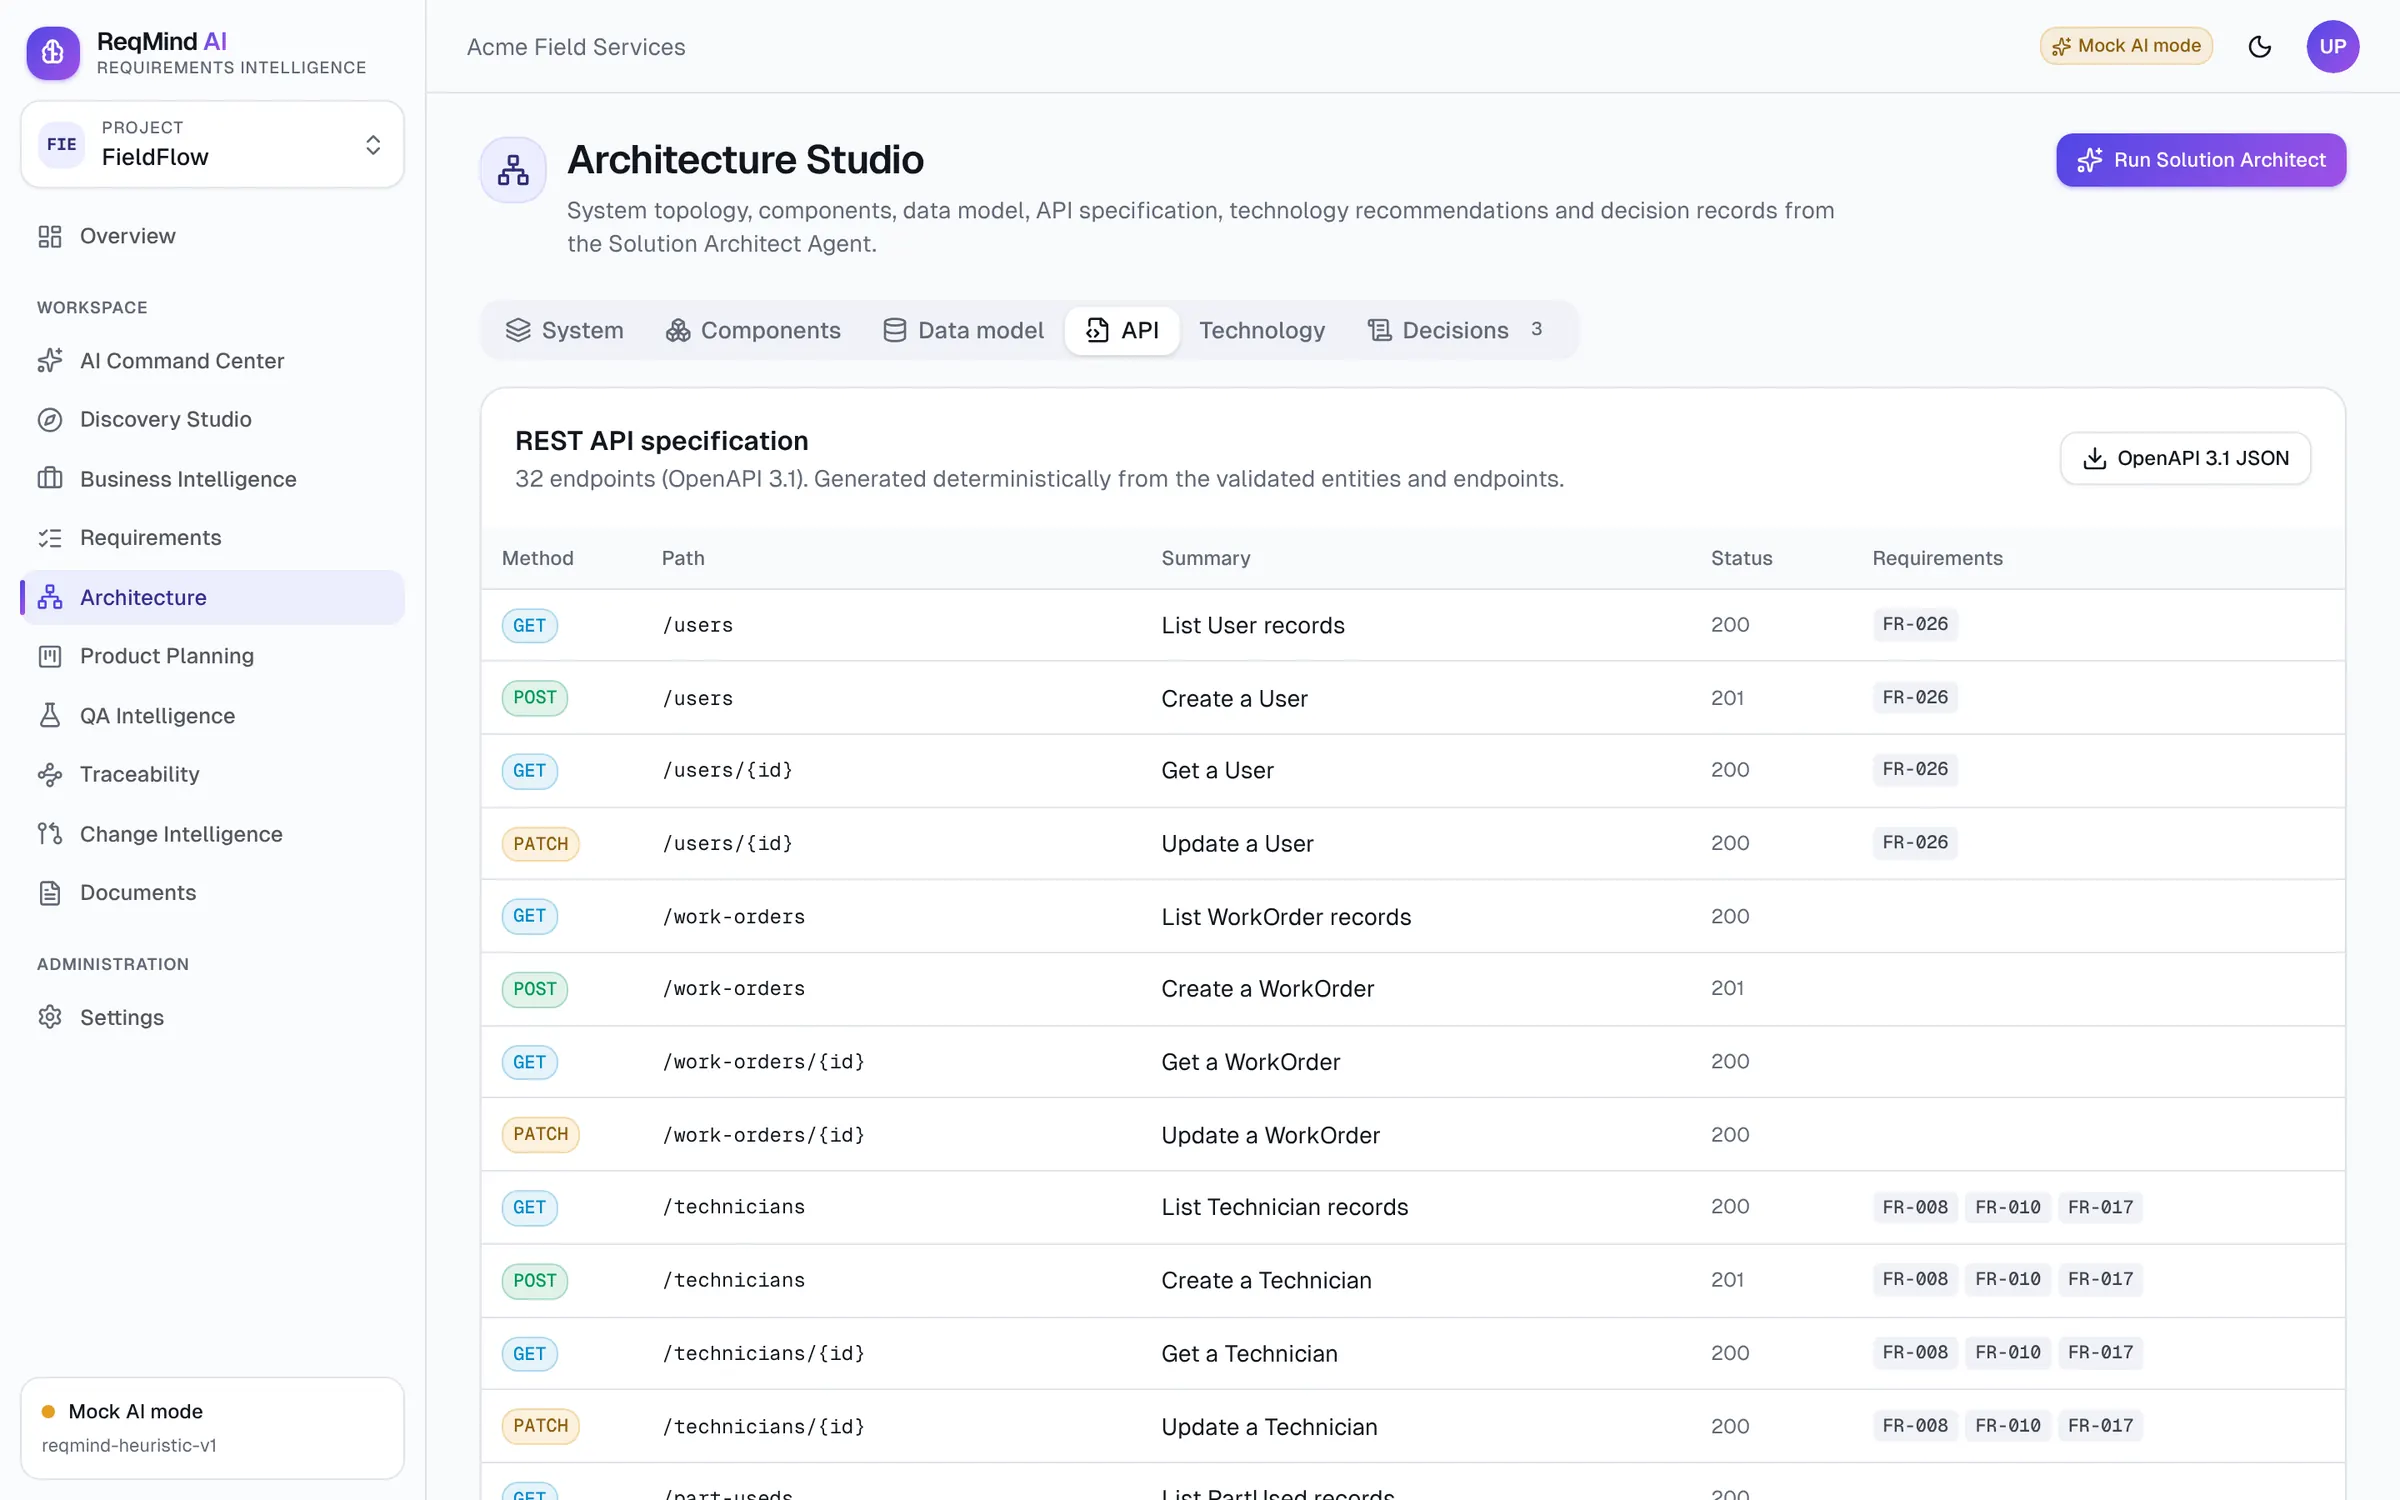 ReqMind AI
REQUIREMENTS INTELLIGENCE
FIE
PROJECT
FieldFlow
Overview
WORKSPACE
AI Command Center
Discovery Studio
Business Intelligence
Requirements
Architecture
Product Planning
QA Intelligence
Traceability
Change Intelligence
Documents
ADMINISTRATION
Settings
Mock AI mode
reqmind-heuristic-v1
Acme Field Services
Mock AI mode
UP
Architecture Studio
System topology, components, data model, API specification, technology recommendations and decision records from
the Solution Architect Agent.
Run Solution Architect
System Components Data model API Technology Decisions 3
REST API specification
32 endpoints (OpenAPI 3.1). Generated deterministically from the validated entities and endpoints.
OpenAPI 3.1 JSON
Method Path Summary Status Requirements
GET /users List User records 200 FR-026
POST /users Create a User 201 FR-026
GET /users/{id} Get a User 200 FR-026
PATCH /users/{id} Update a User 200 FR-026
GET /work-orders List WorkOrder records 200
POST /work-orders Create a WorkOrder 201
GET /work-orders/{id} Get a WorkOrder 200
PATCH /work-orders/{id} Update a WorkOrder 200
GET /technicians List Technician records 200 FR-008 FR-010 FR-017
POST /technicians Create a Technician 201 FR-008 FR-010 FR-017
GET /technicians/{id} Get a Technician 200 FR-008 FR-010 FR-017
PATCH /technicians/{id} Update a Technician 200 FR-008 FR-010 FR-017
GET /part-useds List PartUsed records 200